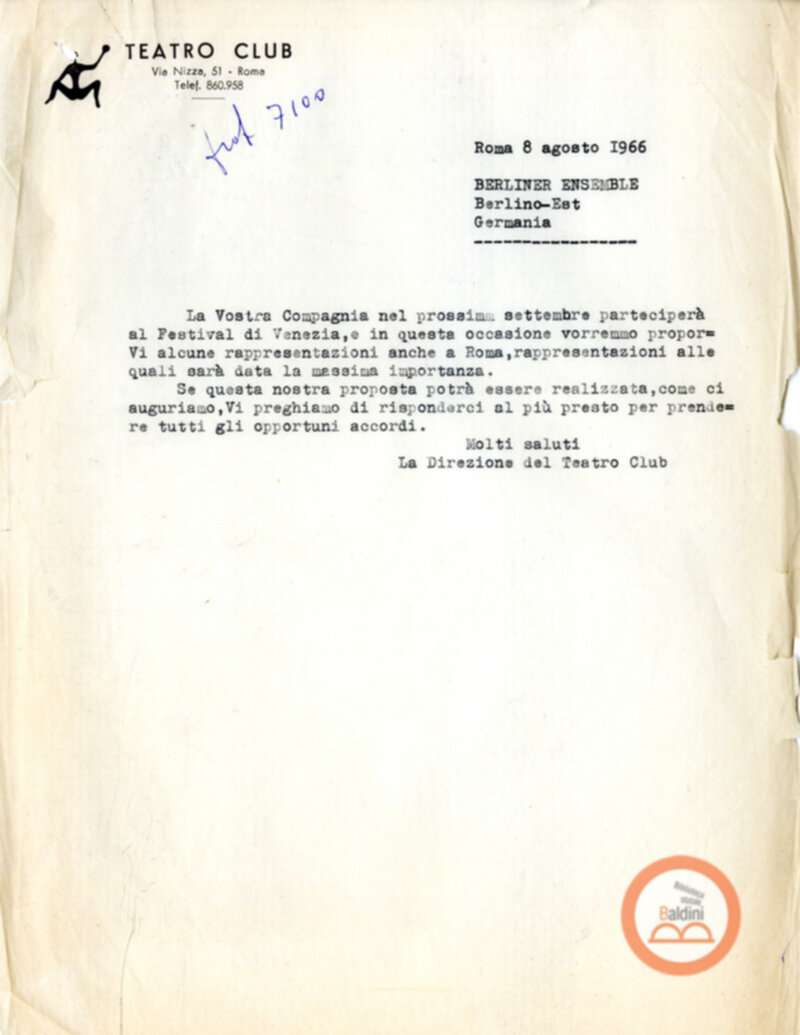 TEATRO CLUB
Via Nizza, 51 - Roma
Telef. 860.958
prot 7100
Roma 8 agosto 1966
BERLINER ENSEMBLE
Berlino-Est
Germania
-----------------
La Vostra Compagnia nel prossimo settembre parteciperà
al Festival di Venezia,e in questa occasione vorremmo propor=
Vi alcune rappresentazioni anche a Roma,rappresentazioni alle
quali sarà data la massima importanza.
Se questa nostra proposta potrà essere realizzata,come ci
auguriamo,Vi preghiamo di risponderci al più presto per prende=
re tutti gli opportuni accordi.
Molti saluti
La Direzione del Teatro Club
Biblioteca
statale
Baldini